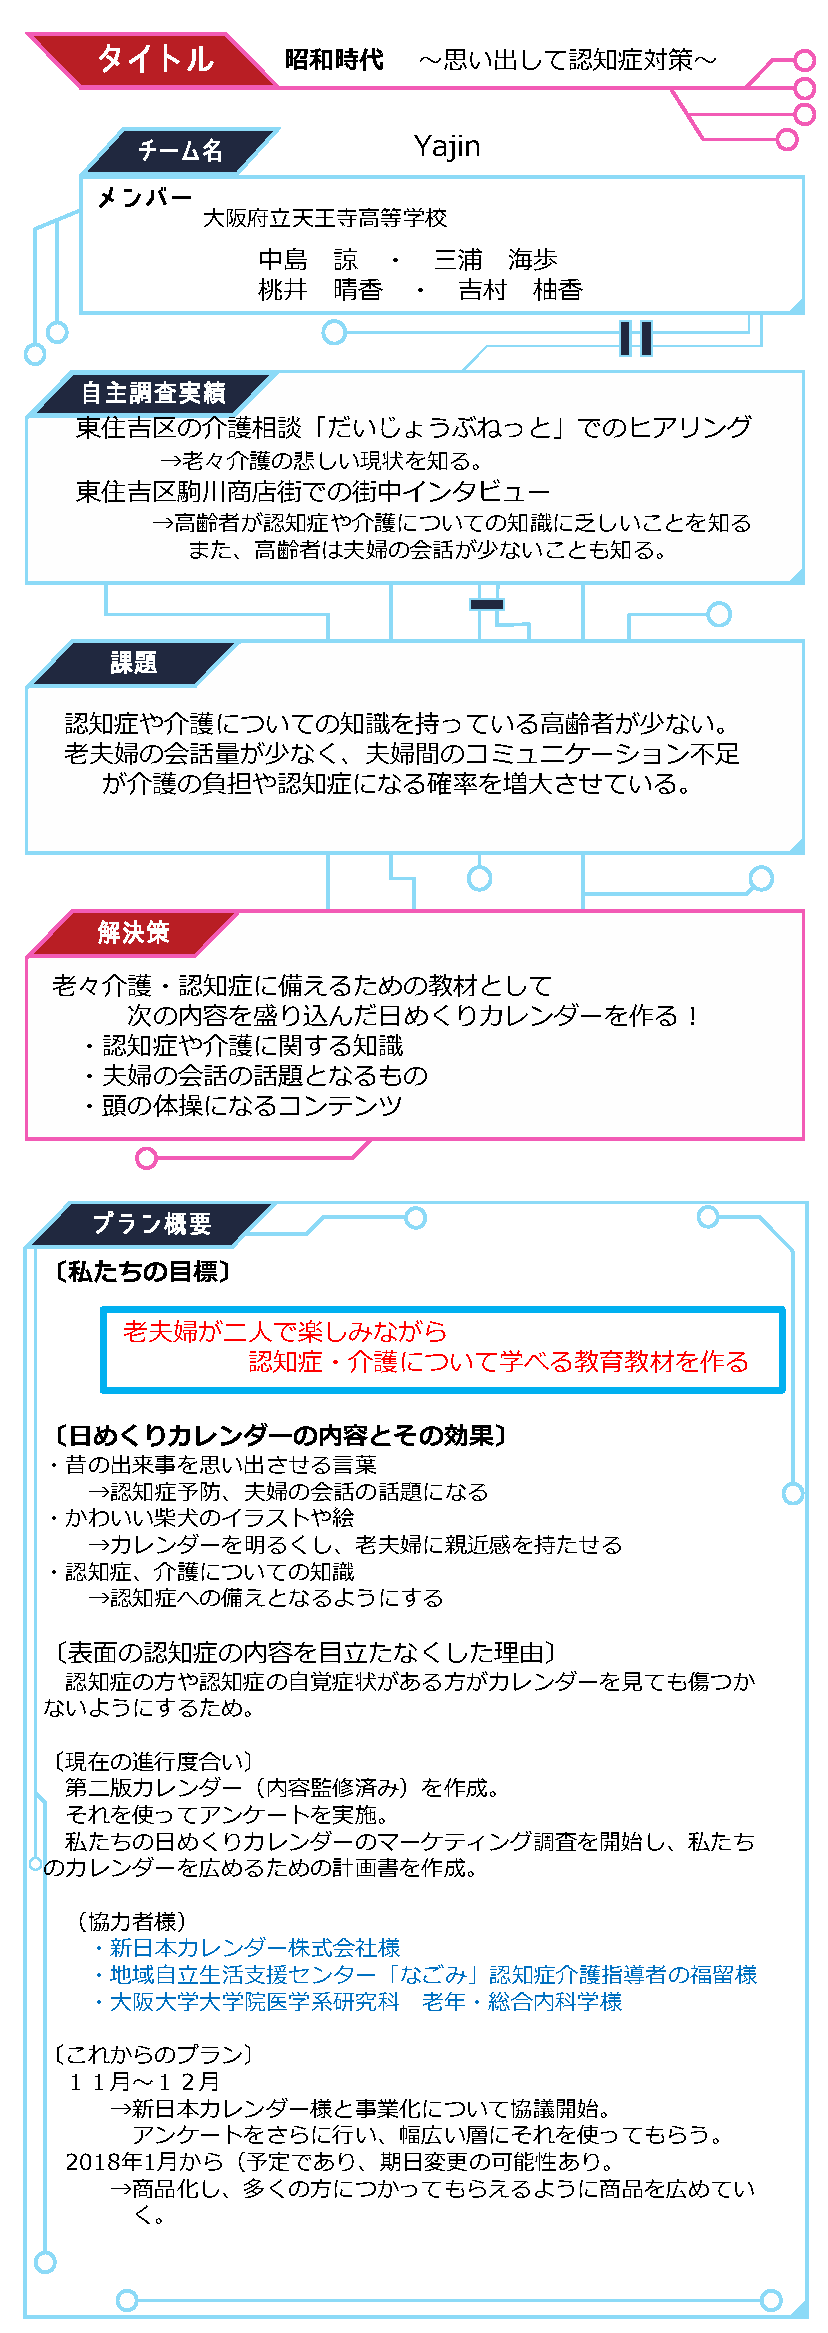 タイトル
昭和時代　～思い出して認知症対策～
チーム名
Yajin
メンバー
大阪府立天王寺高等学校
中島　諒　・　三浦　海歩
桃井　晴香　・　吉村　柚香
自主調査実績
東住吉区の介護相談「だいじょうぶねっと」でのヒアリング
→老々介護の悲しい現状を知る。
東住吉区駒川商店街での街中インタビュー
→高齢者が認知症や介護についての知識に乏しいことを知る
また、高齢者は夫婦の会話が少ないことも知る。
課題
認知症や介護についての知識を持っている高齢者が少ない。
老夫婦の会話量が少なく、夫婦間のコミュニケーション不足
が介護の負担や認知症になる確率を増大させている。
解決策
老々介護・認知症に備えるための教材として
次の内容を盛り込んだ日めくりカレンダーを作る！
・認知症や介護に関する知識
・夫婦の会話の話題となるもの
・頭の体操になるコンテンツ
プラン概要
〔私たちの目標〕
老夫婦が二人で楽しみながら
認知症・介護について学べる教育教材を作る
〔日めくりカレンダーの内容とその効果〕
・昔の出来事を思い出させる言葉
→認知症予防、夫婦の会話の話題になる
・かわいい柴犬のイラストや絵
→カレンダーを明るくし、老夫婦に親近感を持たせる
・認知症、介護についての知識
→認知症への備えとなるようにする
〔表面の認知症の内容を目立たなくした理由〕
認知症の方や認知症の自覚症状がある方がカレンダーを見ても傷つか
ないようにするため。
〔現在の進行度合い〕
第二版カレンダー（内容監修済み）を作成。
それを使ってアンケートを実施。
私たちの日めくりカレンダーのマーケティング調査を開始し、私たち
のカレンダーを広めるための計画書を作成。
（協力者様）
・新日本カレンダー株式会社様
・地域自立生活支援センター「なごみ」認知症介護指導者の福留様
・大阪大学大学院医学系研究科　老年・総合内科学様
〔これからのプラン〕
１１月～１２月
→新日本カレンダー様と事業化について協議開始。
アンケートをさらに行い、幅広い層にそれを使ってもらう。
2018年1月から（予定であり、期日変更の可能性あり。
→商品化し、多くの方につかってもらえるように商品を広めてい
く。